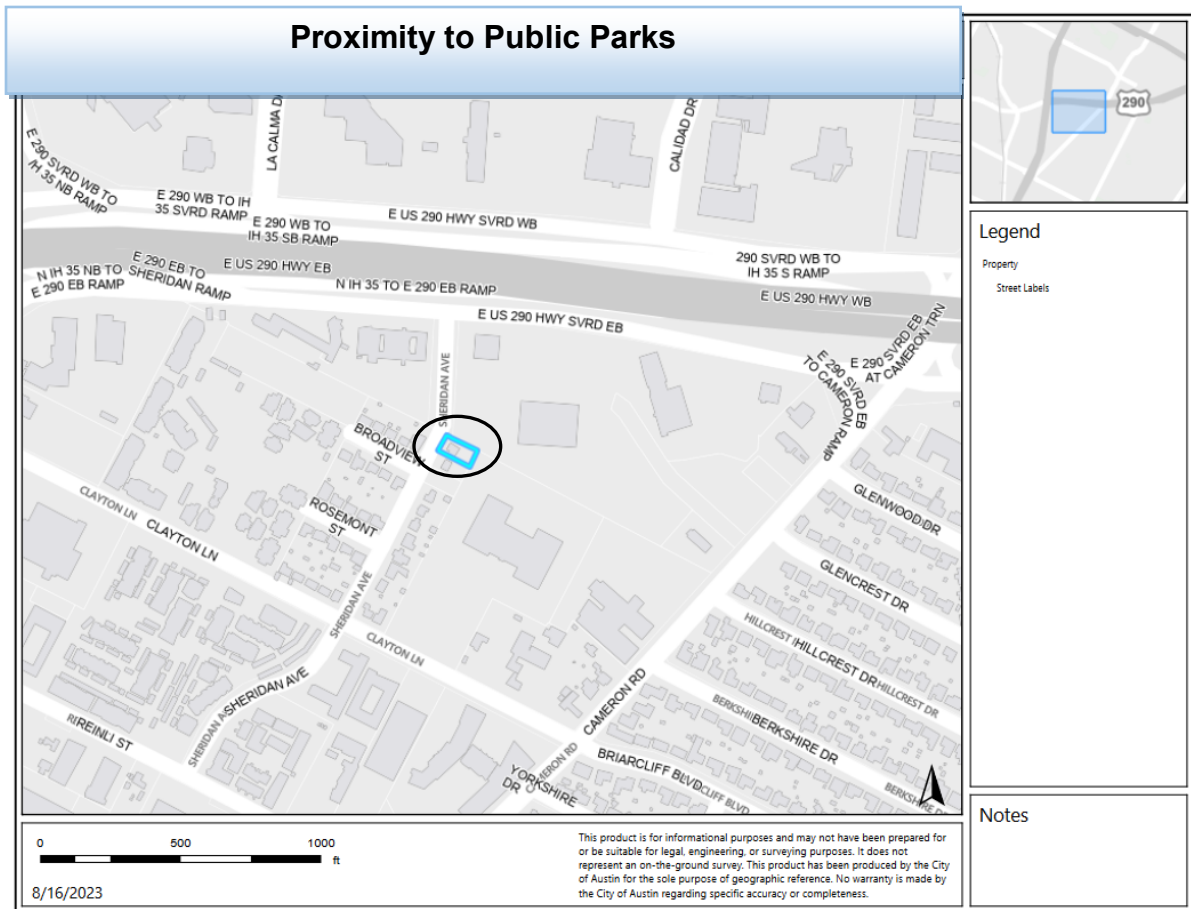 Proximity to Public Parks
290
LA CALMA D
CALIDAD DR
E 290 SVRD WB TO
IH 35 NB RAMP
E 290 WB TO IH
35 SVRD RAMP
E 290 WB TO
IH 35 SB RAMP
E US 290 HWY SVRD WB
290 SVRD WB TO
IH 35 S RAMP
E 290 EB TO
SHERIDAN RAMP
E US 290 HWY EB
N IH 35 NB TO
E 290 EB RAMP
N IH 35 TO E 290 EB RAMP
E US 290 HWY WB
E US 290 HWY SVRD EB
E 290 SVRD EB
AT CAMERON TRN
E 290 SVRD EB
TO CAMERON RAMP
SHERIDAN AVE
BROADVIEW
ST
ROSEMONT
ST
CLAYTON LN
CLAYTON LN
GLENWOOD DR
GLENCREST DR
SHERIDAN AVE
HILLCREST
HILLCREST DR
HILLCREST DR
CLAYTON LN
SHERIDAN AVE
SHERIDAN A
CAMERON RD
BERKSHI
BERKSHIRE DR
BERKSHIRE DR
RIREINLI ST
BRIARCLIFF BLVD
CLIFF BLVD
YORKSHIRE
DR
MERON RD
Legend
Property
Street Labels
Notes
0 500 1000
ft
8/16/2023
This product is for informational purposes and may not have been prepared for
or be suitable for legal, engineering, or surveying purposes. It does not
represent an on-the-ground survey. This product has been produced by the City
of Austin for the sole purpose of geographic reference. No warranty is made by
the City of Austin regarding specific accuracy or completeness.